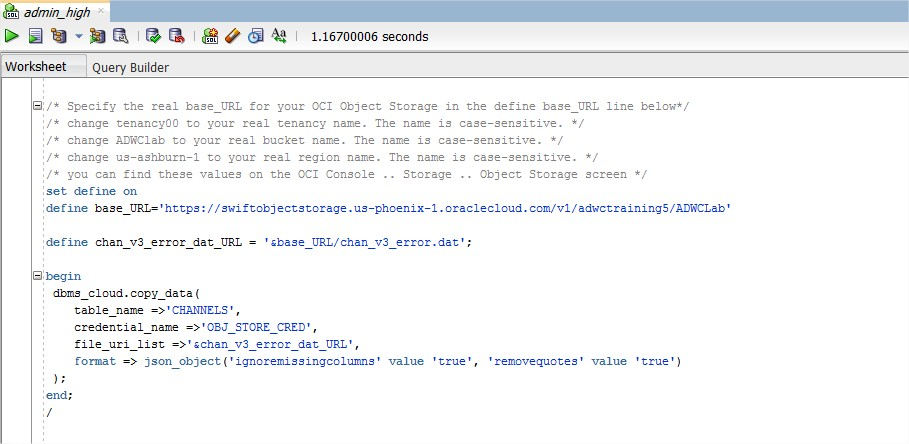 admin_high
1.16700006 seconds
Worksheet Query Builder
/* Specify the real base_URL for your OCI Object Storage in the define base_URL line below*/
/* change tenancy00 to your real tenancy name. The name is case-sensitive. */
/* change ADWClab to your real bucket name. The name is case-sensitive. */
/* change us-ashburn-1 to your real region name. The name is case-sensitive. */
/* you can find these values on the OCI Console .. Storage .. Object Storage screen */
set define on
define base_URL='https://swiftobjectstorage.us-phoenix-1.oraclecloud.com/v1/adwctraining5/ADWCLab'
define chan_v3_error_dat_URL = '&base_URL/chan_v3_error.dat';
begin
dbms_cloud.copy_data(
table_name =>'CHANNELS',
credential_name =>'OBJ_STORE_CRED',
file_uri_list =>'&chan_v3_error_dat_URL',
format => json_object('ignoremissingcolumns' value 'true', 'removequotes' value 'true')
);
end;
/